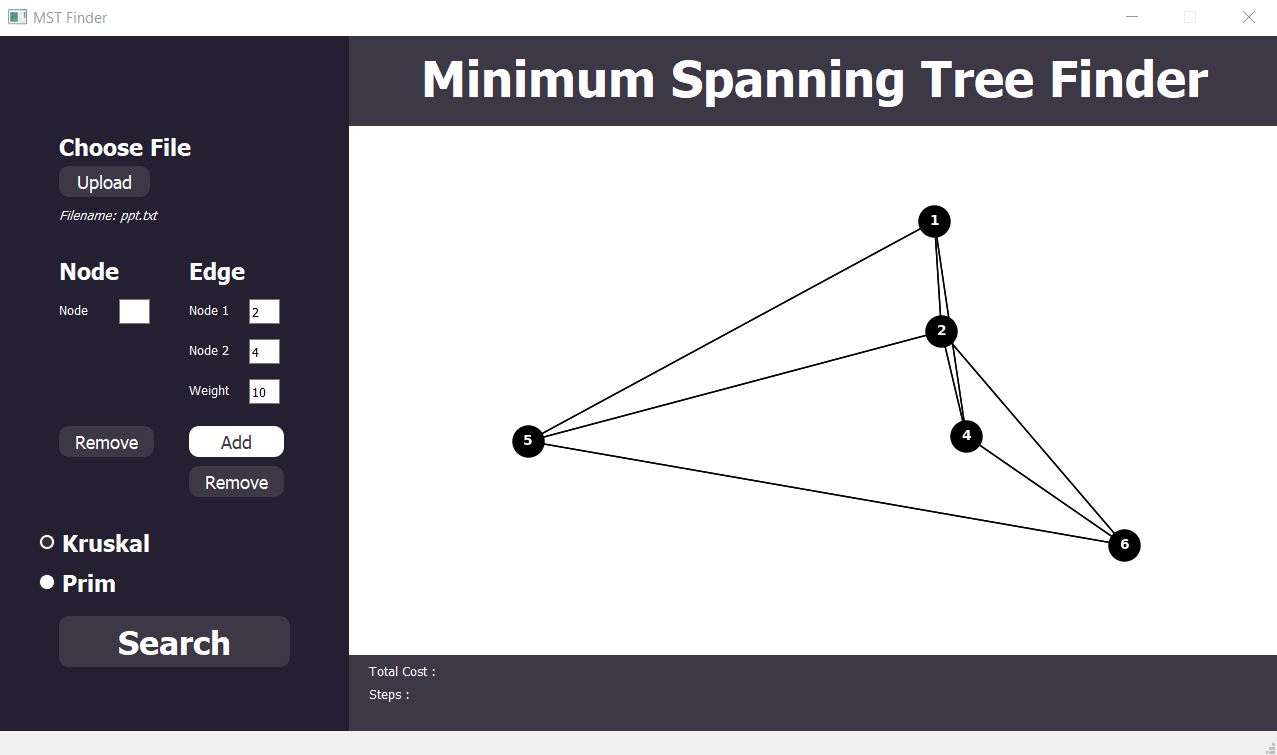 MST Finder
Minimum Spanning Tree Finder
Choose File
Upload
Filename: ppt.txt
Node Edge
Node Node 1 2
Node 2 4
Weight 10
Remove Add
Remove
Kruskal
Prim
Search
1
2
5
4
6
Total Cost :
Steps :